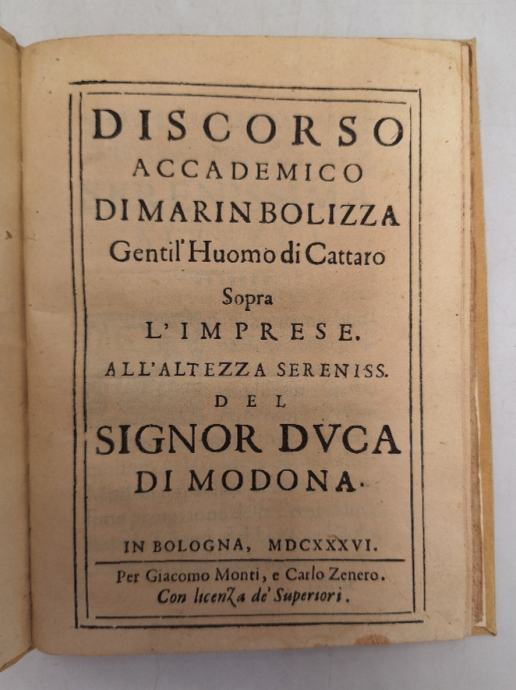 DISCORSO
ACCADEMICO
DI MARIN BOLIZZA
Gentil'Huomo di Cattaro
Sopra
L'IMPRESE.
ALL'ALTEZZA SERENISS.
DEL
SIGNOR DVCA
DI MODONA.
IN BOLOGNA, MDCXXXVI.
Per Giacomo Monti, e Carlo Zenero.
Con licenza de' Superiori.